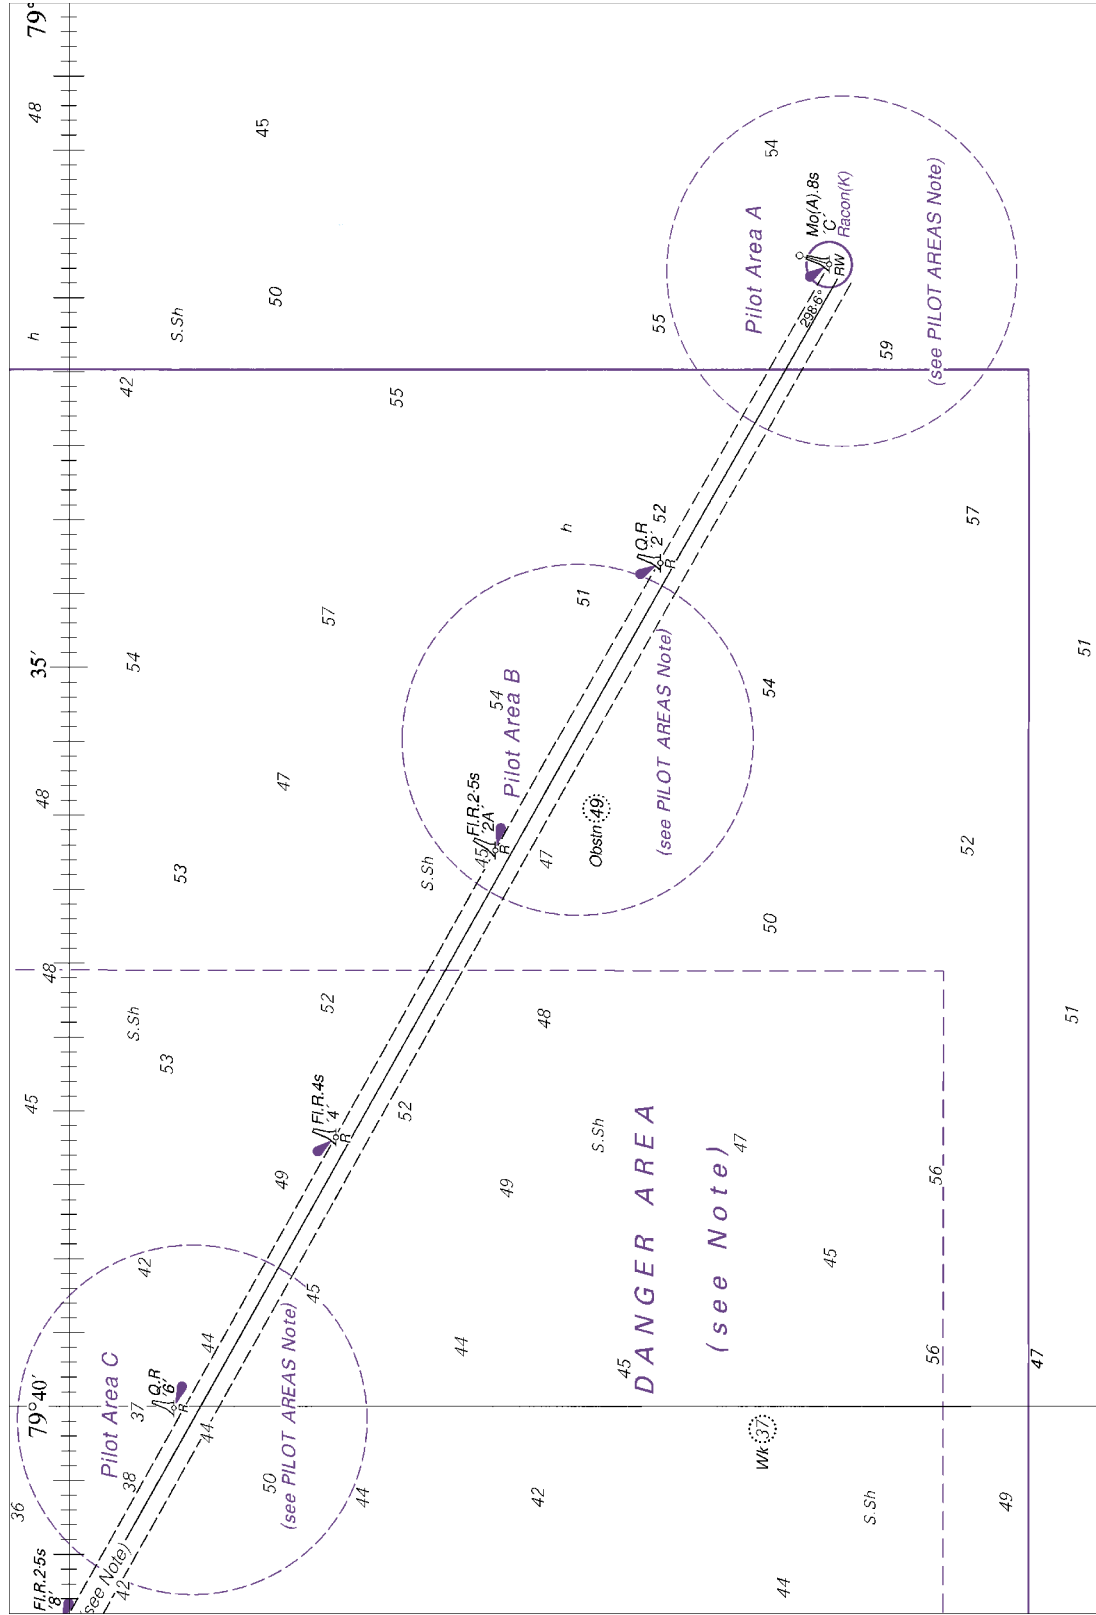 79°
48
h
45
S.Sh
50
42
55
54
Pilot Area A
Mo(A).8s
'C'
Racon(K)
RW
298·6°
(see PILOT AREAS Note)
55
59
57
h
52
Q.R
'2'
R
51
35'
54
57
54
Pilot Area B
(see PILOT AREAS Note)
54
51
48
47
53
S.Sh
Fl.R.2·5s
'2A'
45
R
47
Obstn 49
50
52
48
S.Sh
53
52
48
51
45
Fl.R.4s
'4'
R
52
49
49
S.Sh
47
56
DANGER AREA
(see Note)
42
45
45
44
44
45
56
47
79°40'
Pilot Area C
37
Q.R
'6'
R
44
(see PILOT AREAS Note)
Wk 37
36
38
50
44
42
S.Sh
49
Fl.R.2·5s
'8'
(see Note)
42
44